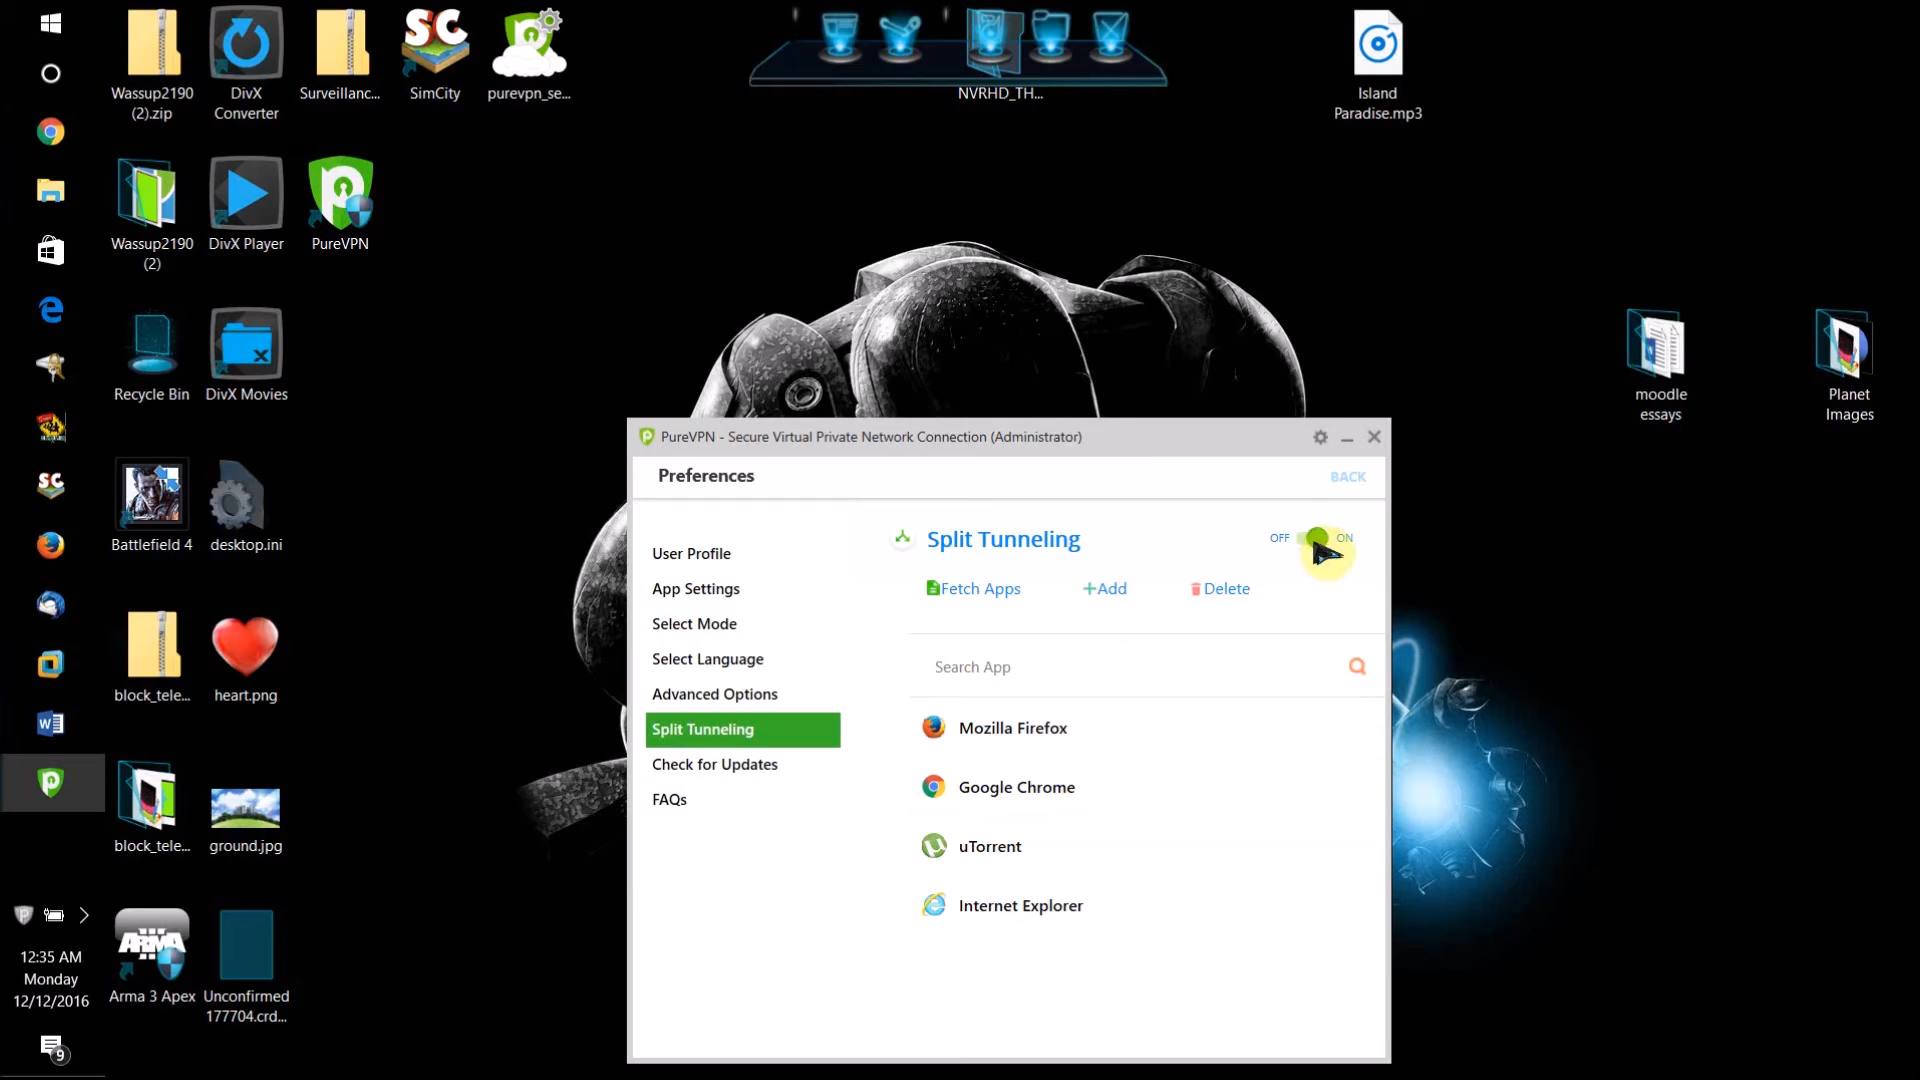 Wassup2190
(2).zip
DivX
Converter
Surveillanc...
SimCity
purevpn_se...
NVRHD_TH...
Island
Paradise.mp3
Wassup2190
(2)
DivX Player
PureVPN
Recycle Bin
DivX Movies
moodle
essays
Planet
Images
Battlefield 4
desktop.ini
block_tele...
heart.png
block_tele...
ground.jpg
ARMA
III
Arma 3 Apex
Unconfirmed
177704.crd...
12:35 AM
Monday
12/12/2016
9
PureVPN - Secure Virtual Private Network Connection (Administrator)
Preferences
BACK
User Profile
App Settings
Select Mode
Select Language
Advanced Options
Split Tunneling
Check for Updates
FAQs
Split Tunneling
OFF ON
Fetch Apps
+Add
Delete
Search App
Mozilla Firefox
Google Chrome
uTorrent
Internet Explorer